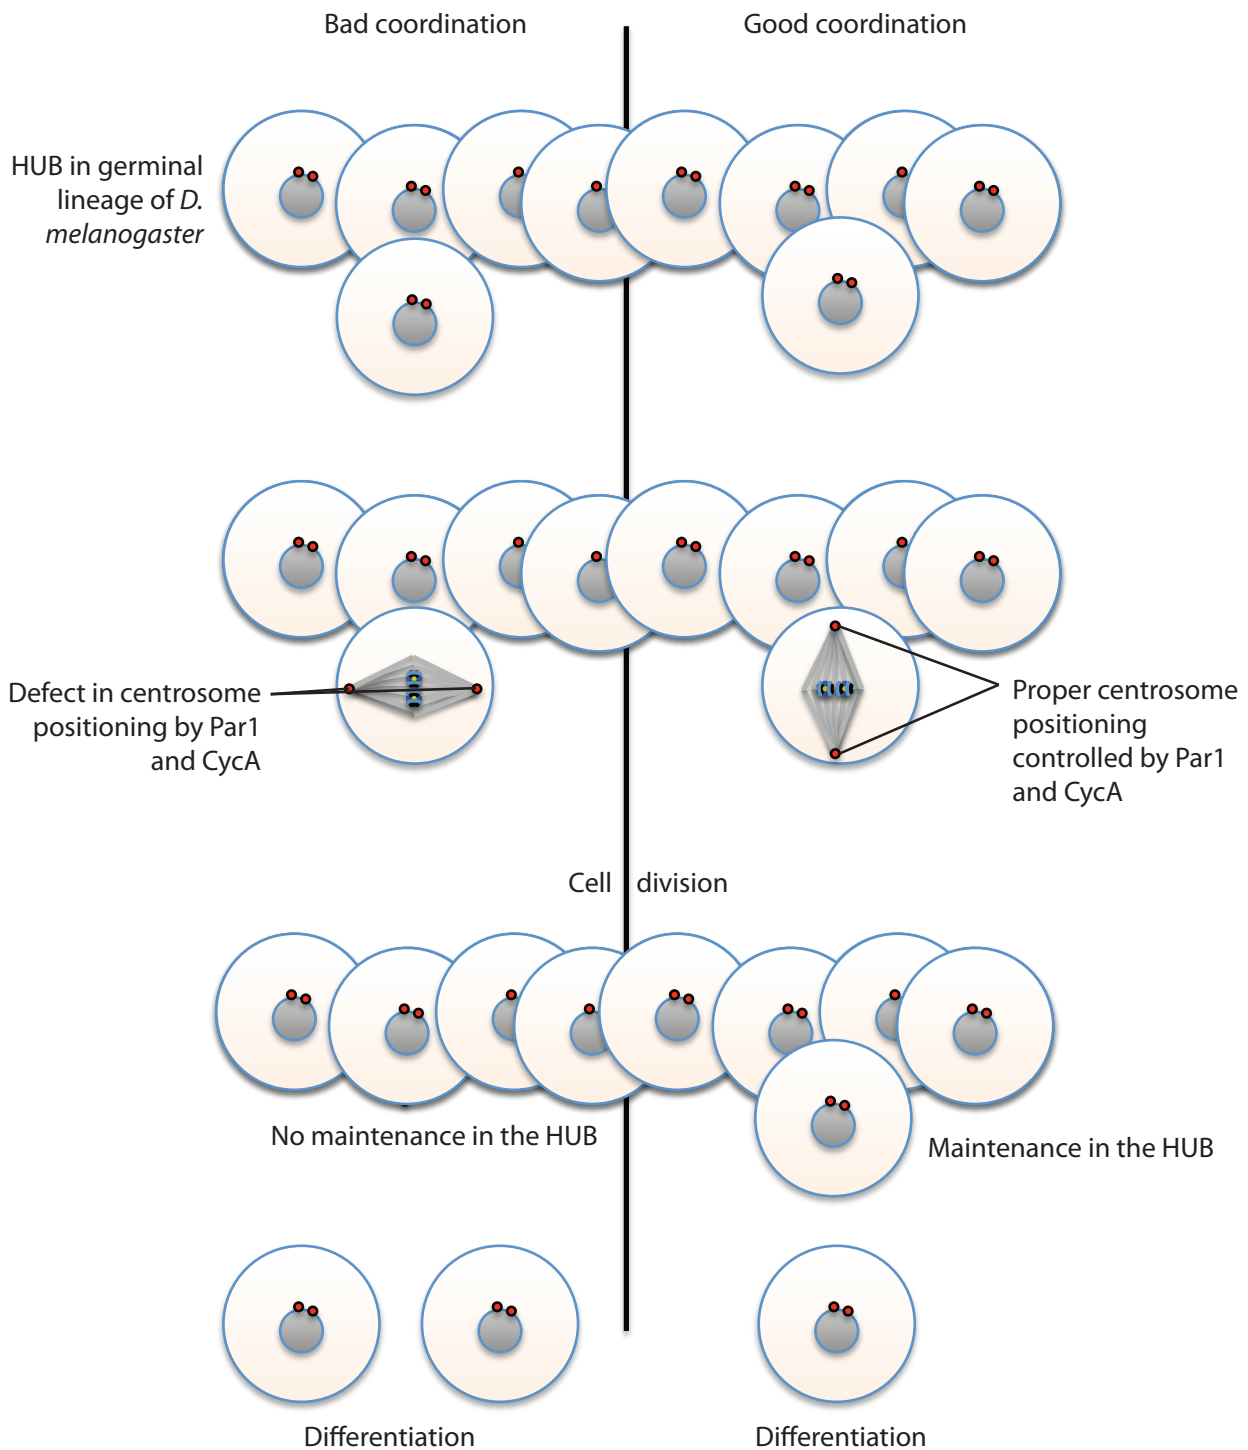 Bad coordination
Good coordination
HUB in germinal
lineage of D.
melanogaster
Defect in centrosome
positioning by Par1
and CycA
Proper centrosome
positioning
controlled by Par1
and CycA
Cell division
No maintenance in the HUB
Maintenance in the HUB
Differentiation
Differentiation